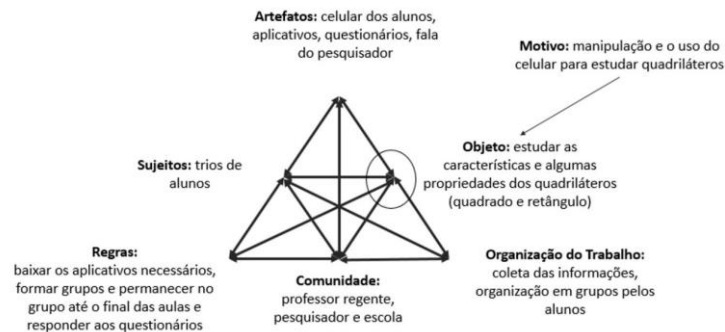 Artefatos: celular dos alunos,
aplicativos, questionários, fala
do pesquisador
Motivo: manipulação e o uso do
celular para estudar quadriláteros
Sujeitos: trios de
alunos
Objeto: estudar as
características e algumas
propriedades dos quadriláteros
(quadrado e retângulo)
Regras:
baixar os aplicativos necessários,
formar grupos e permanecer no
grupo até o final das aulas e
responder aos questionários
Comunidade:
professor regente,
pesquisador e escola
Organização do Trabalho:
coleta das informações,
organização em grupos pelos
alunos